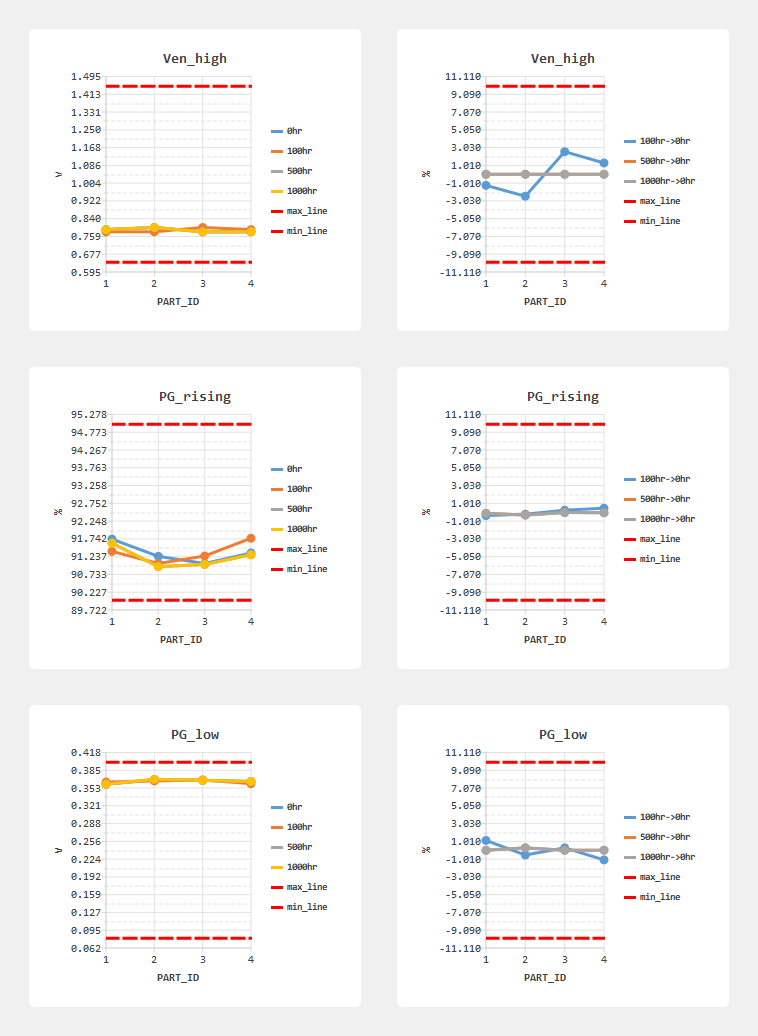 Ven_high
1.495
1.413
1.331
1.250
1.168
1.086
1.004
0.922
0.840
0.759
0.677
0.595
V
1 2 3 4
PART_ID
0hr
100hr
500hr
1000hr
max_line
min_line
Ven_high
11.110
9.090
7.070
5.050
3.030
1.010
-1.010
-3.030
-5.050
-7.070
-9.090
-11.110
%
1 2 3 4
PART_ID
100hr->0hr
500hr->0hr
1000hr->0hr
max_line
min_line
PG_rising
95.278
94.773
94.267
93.763
93.258
92.752
92.248
91.742
91.237
90.733
90.227
89.722
%
1 2 3 4
PART_ID
0hr
100hr
500hr
1000hr
max_line
min_line
PG_rising
11.110
9.090
7.070
5.050
3.030
1.010
-1.010
-3.030
-5.050
-7.070
-9.090
-11.110
%
1 2 3 4
PART_ID
100hr->0hr
500hr->0hr
1000hr->0hr
max_line
min_line
PG_low
0.418
0.385
0.353
0.321
0.288
0.256
0.224
0.192
0.159
0.127
0.095
0.062
V
1 2 3 4
PART_ID
0hr
100hr
500hr
1000hr
max_line
min_line
PG_low
11.110
9.090
7.070
5.050
3.030
1.010
-1.010
-3.030
-5.050
-7.070
-9.090
-11.110
%
1 2 3 4
PART_ID
100hr->0hr
500hr->0hr
1000hr->0hr
max_line
min_line